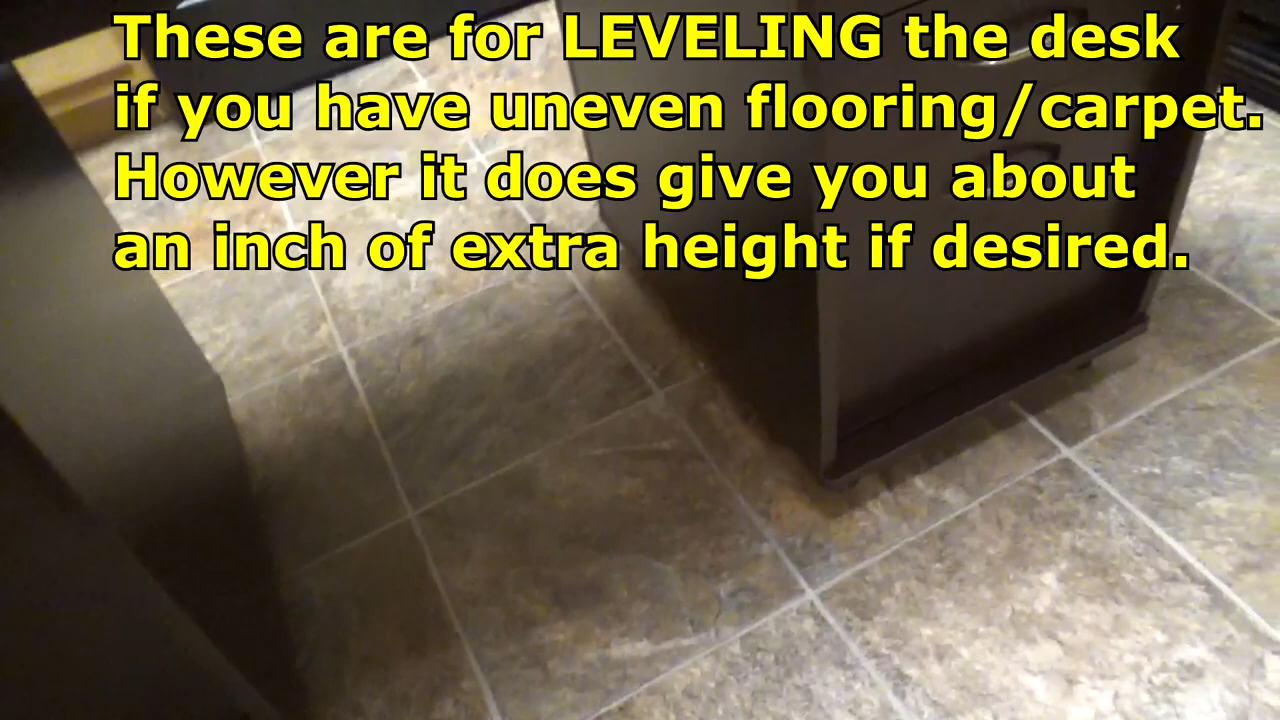 These are for LEVELING the desk
if you have uneven flooring/carpet.
However it does give you about
an inch of extra height if desired.